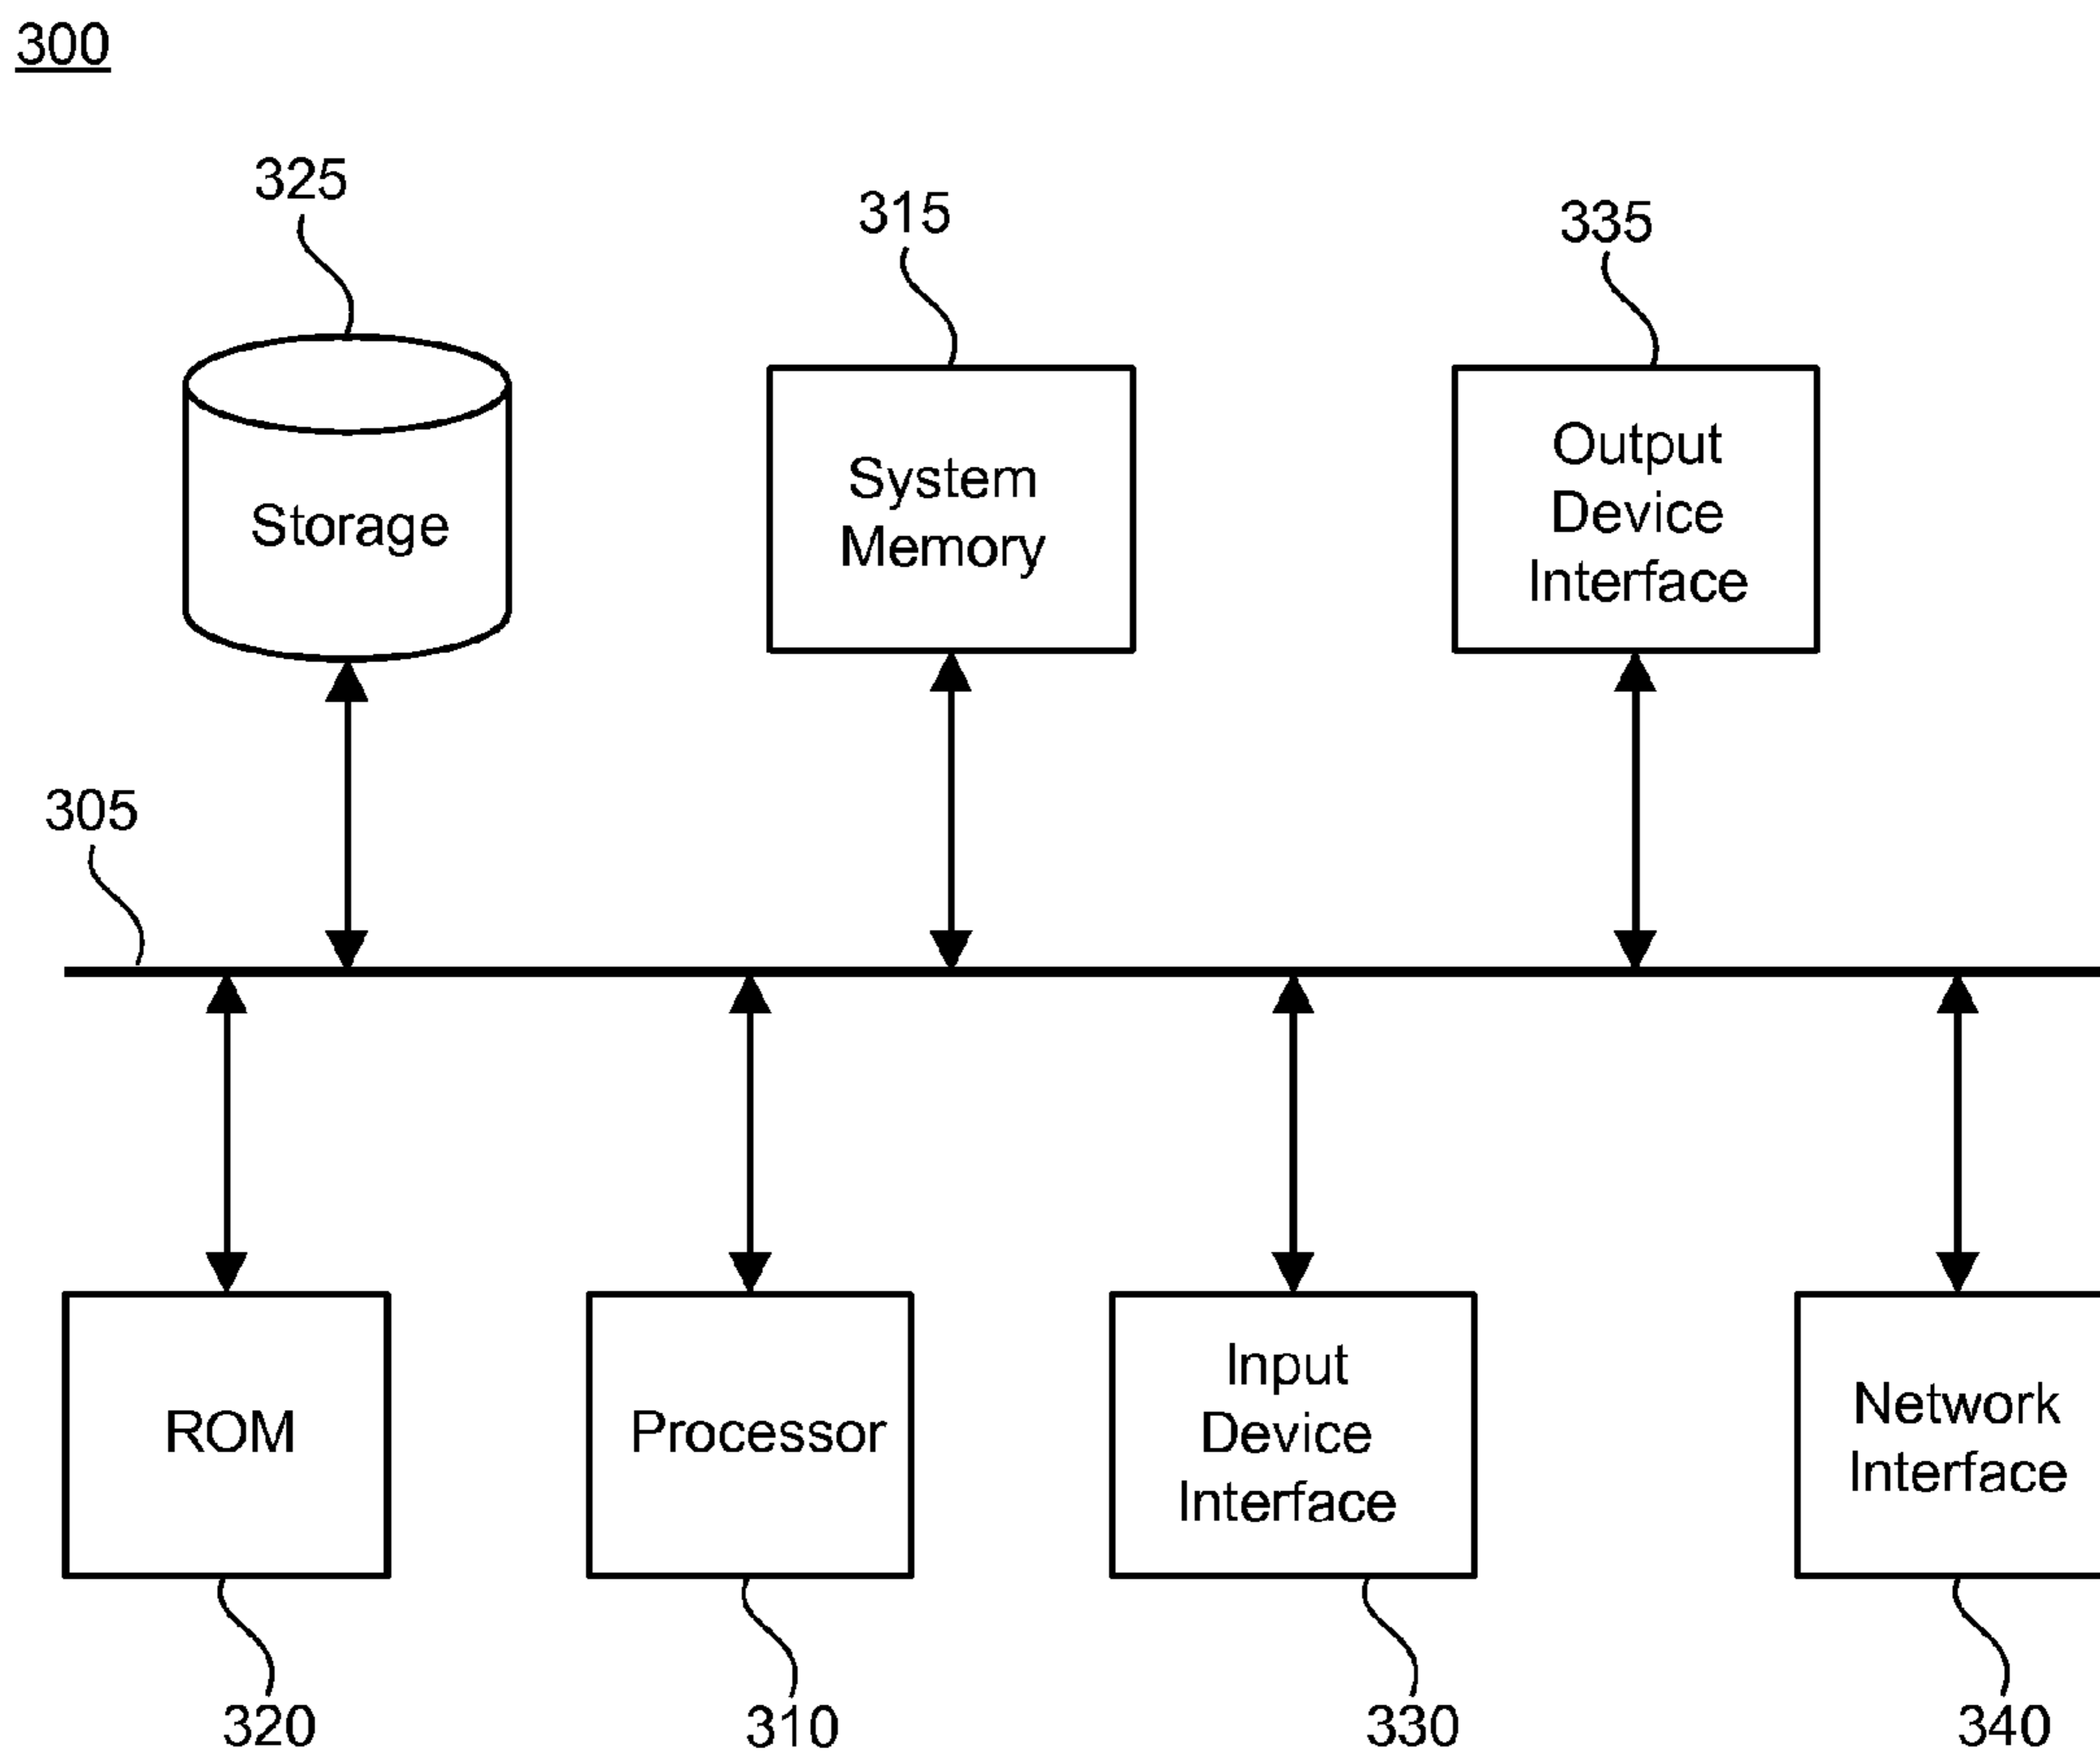 300
325
315
335
Storage
System
Memory
Output
Device
Interface
305
ROM
Processor
Input
Device
Interface
Network
Interface
320
310
330
340